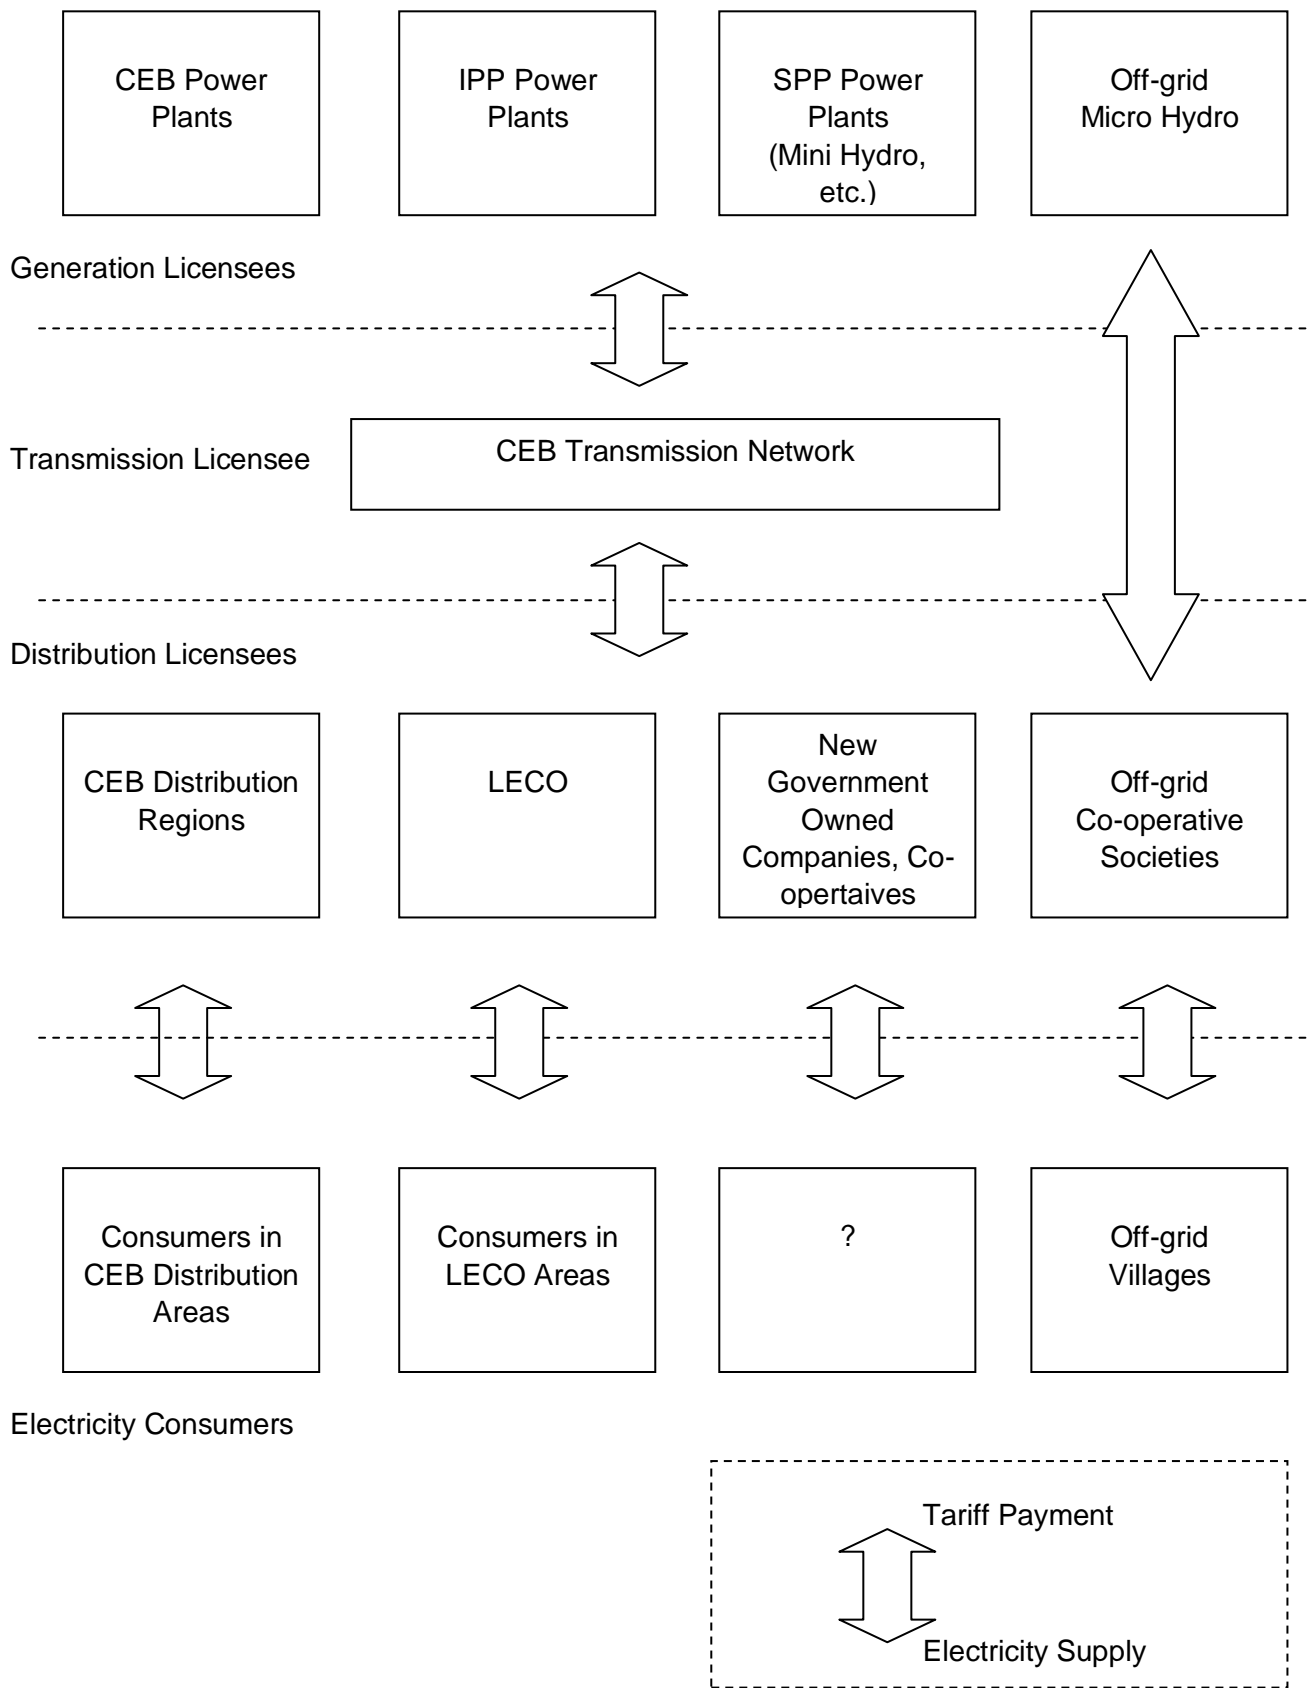 CEB Power
Plants
IPP Power
Plants
SPP Power
Plants
(Mini Hydro,
etc.)
Off-grid
Micro Hydro
Generation Licensees
Transmission Licensee
CEB Transmission Network
Distribution Licensees
CEB Distribution
Regions
LECO
New
Government
Owned
Companies, Co-
opertaives
Off-grid
Co-operative
Societies
Consumers in
CEB Distribution
Areas
Consumers in
LECO Areas
?
Off-grid
Villages
Electricity Consumers
Tariff Payment
Electricity Supply